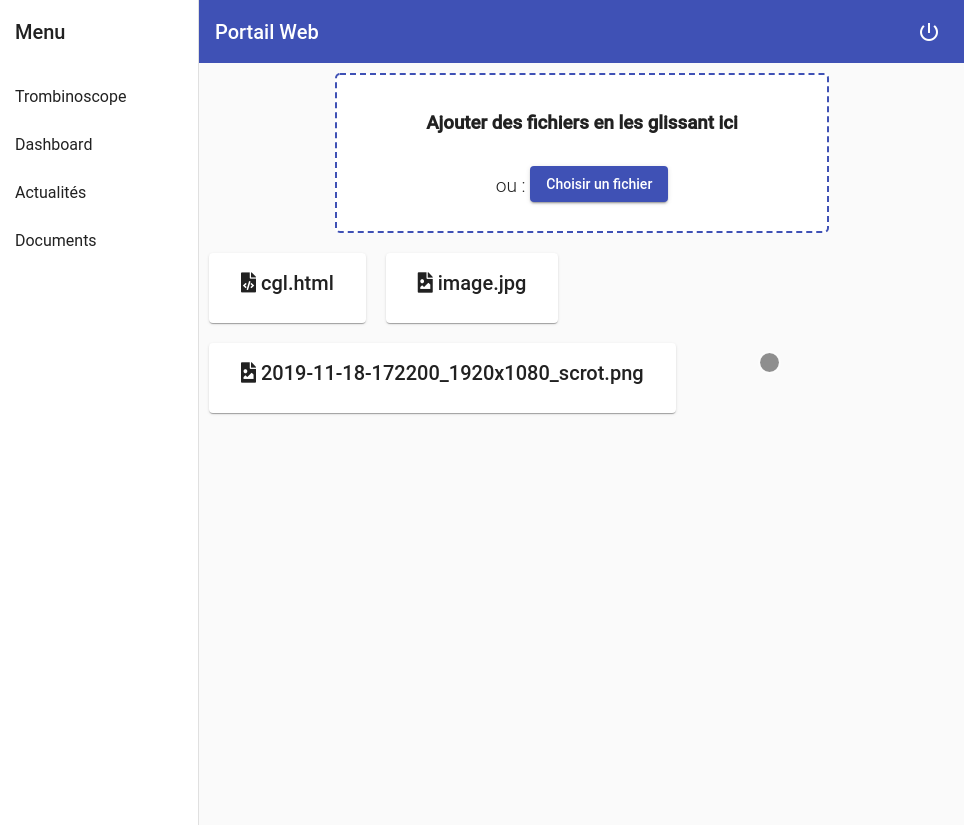 Menu
Portail Web
Trombinoscope
Dashboard
Actualités
Documents
Ajouter des fichiers en les glissant ici
ou : Choisir un fichier
cgl.html
image.jpg
2019-11-18-172200_1920x1080_scrot.png